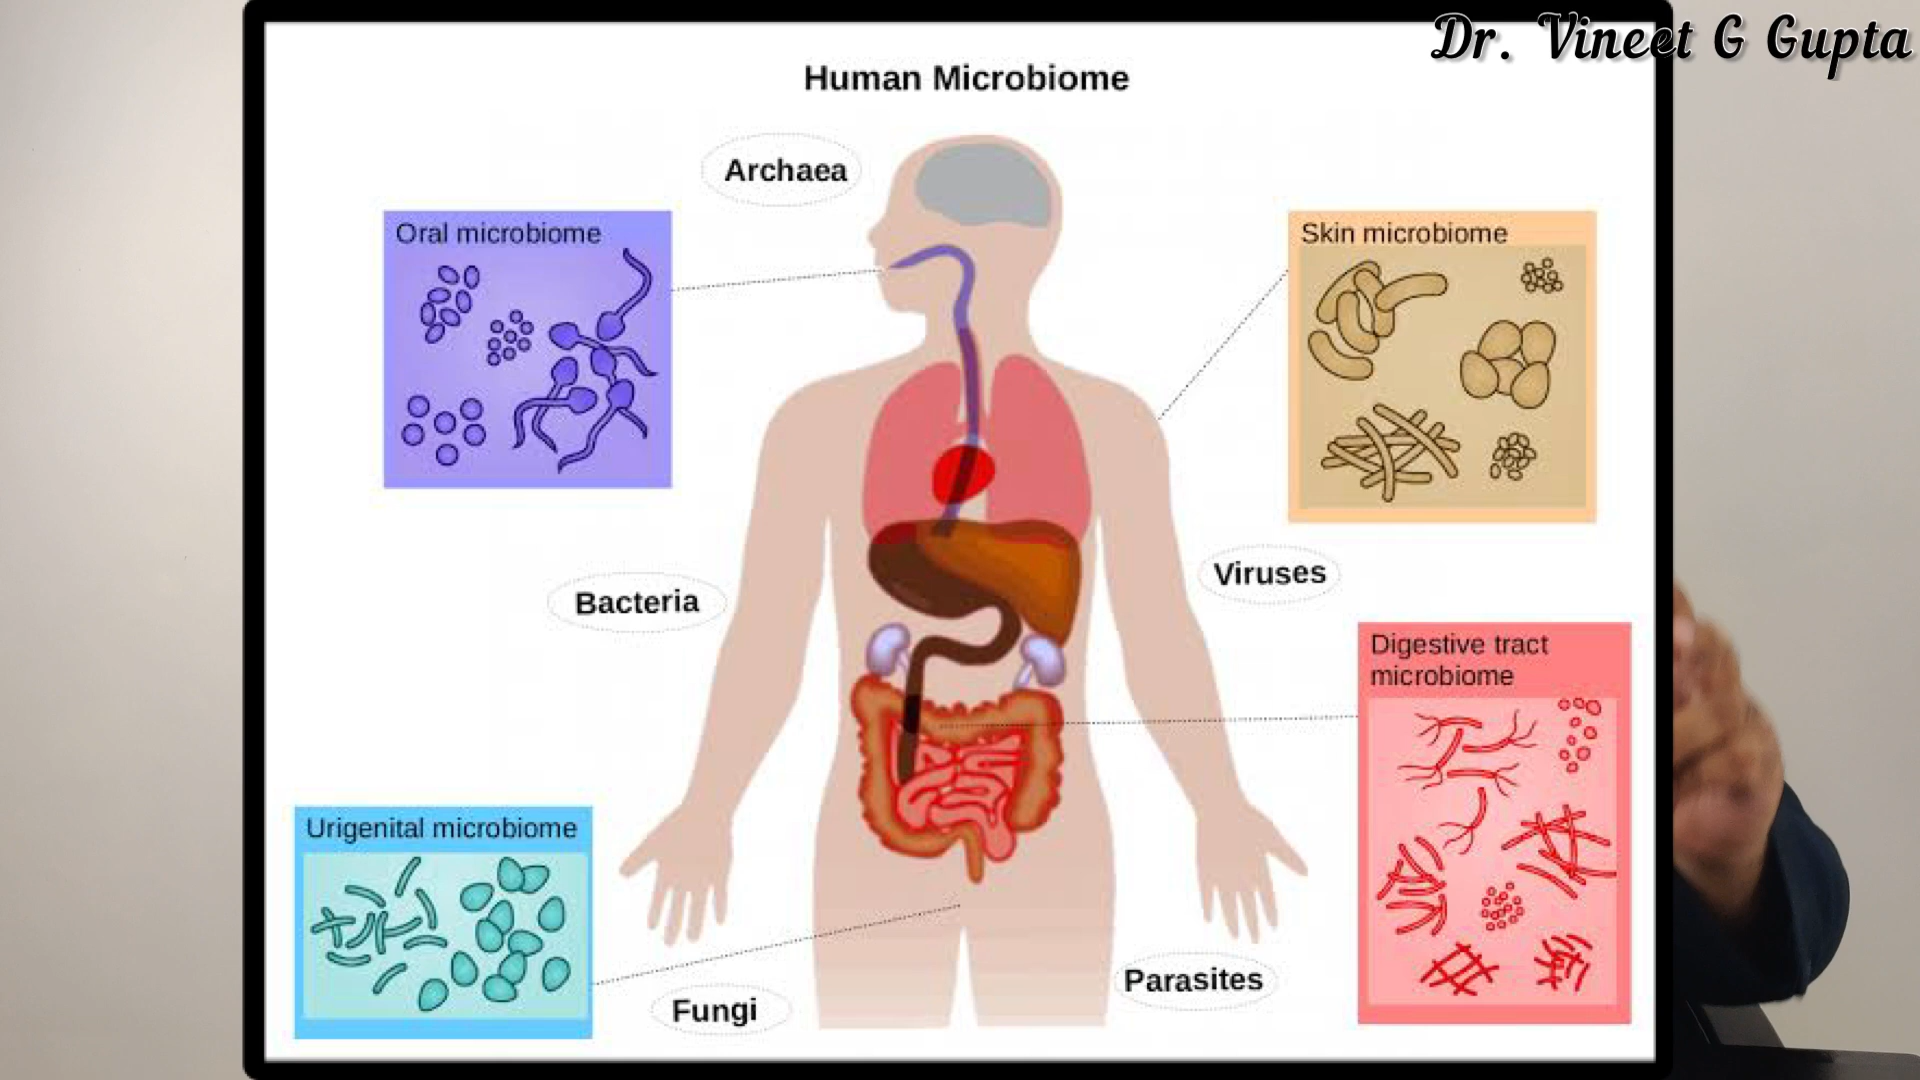 Dr. Vineet G Gupta
Human Microbiome
Archaea
Oral microbiome
Skin microbiome
Bacteria
Viruses
Digestive tract
microbiome
Urigenital microbiome
Fungi
Parasites